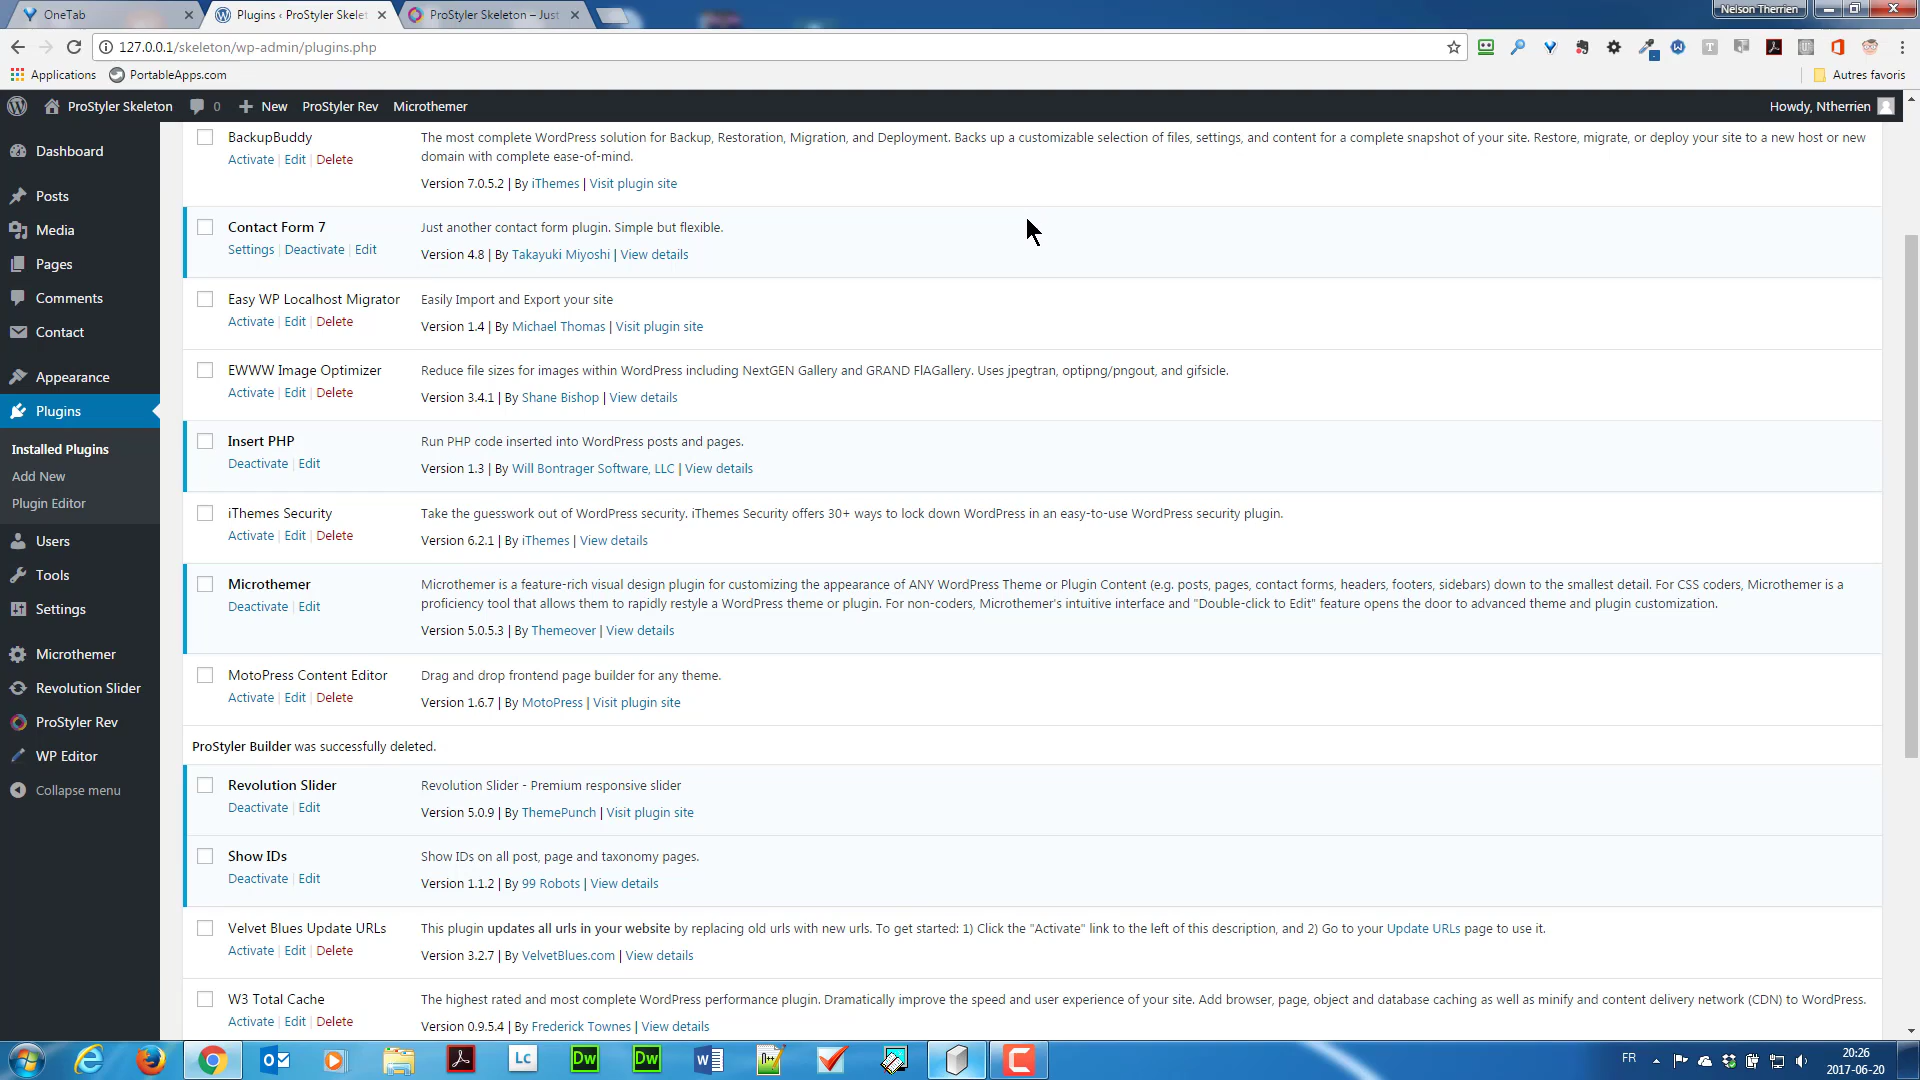 OneTab
Plugins ‹ ProStyler Skelet
ProStyler Skeleton – Just
Nelson Therrien
127.0.0.1/skeleton/wp-admin/plugins.php
Applications
PortableApps.com
Autres favoris
ProStyler Skeleton
0
New
ProStyler Rev
Microthemer
Howdy, Ntherrien
Dashboard
Posts
Media
Pages
Comments
Contact
Appearance
Plugins
Installed Plugins
Add New
Plugin Editor
Users
Tools
Settings
Microthemer
Revolution Slider
ProStyler Rev
WP Editor
Collapse menu
BackupBuddy
Activate | Edit | Delete
The most complete WordPress solution for Backup, Restoration, Migration, and Deployment. Backs up a customizable selection of files, settings, and content for a complete snapshot of your site. Restore, migrate, or deploy your site to a new host or new
domain with complete ease-of-mind.
Version 7.0.5.2 | By iThemes | Visit plugin site
Contact Form 7
Settings | Deactivate | Edit
Just another contact form plugin. Simple but flexible.
Version 4.8 | By Takayuki Miyoshi | View details
Easy WP Localhost Migrator
Activate | Edit | Delete
Easily Import and Export your site
Version 1.4 | By Michael Thomas | Visit plugin site
EWWW Image Optimizer
Activate | Edit | Delete
Reduce file sizes for images within WordPress including NextGEN Gallery and GRAND FlAGallery. Uses jpegtran, optipng/pngout, and gifsicle.
Version 3.4.1 | By Shane Bishop | View details
Insert PHP
Deactivate | Edit
Run PHP code inserted into WordPress posts and pages.
Version 1.3 | By Will Bontrager Software, LLC | View details
iThemes Security
Activate | Edit | Delete
Take the guesswork out of WordPress security. iThemes Security offers 30+ ways to lock down WordPress in an easy-to-use WordPress security plugin.
Version 6.2.1 | By iThemes | View details
Microthemer
Deactivate | Edit
Microthemer is a feature-rich visual design plugin for customizing the appearance of ANY WordPress Theme or Plugin Content (e.g. posts, pages, contact forms, headers, footers, sidebars) down to the smallest detail. For CSS coders, Microthemer is a
proficiency tool that allows them to rapidly restyle a WordPress theme or plugin. For non-coders, Microthemer's intuitive interface and "Double-click to Edit" feature opens the door to advanced theme and plugin customization.
Version 5.0.5.3 | By Themeover | View details
MotoPress Content Editor
Activate | Edit | Delete
Drag and drop frontend page builder for any theme.
Version 1.6.7 | By MotoPress | Visit plugin site
ProStyler Builder was successfully deleted.
Revolution Slider
Deactivate | Edit
Revolution Slider - Premium responsive slider
Version 5.0.9 | By ThemePunch | Visit plugin site
Show IDs
Deactivate | Edit
Show IDs on all post, page and taxonomy pages.
Version 1.1.2 | By 99 Robots | View details
Velvet Blues Update URLs
Activate | Edit | Delete
This plugin updates all urls in your website by replacing old urls with new urls. To get started: 1) Click the "Activate" link to the left of this description, and 2) Go to your Update URLs page to use it.
Version 3.2.7 | By VelvetBlues.com | View details
W3 Total Cache
Activate | Edit | Delete
The highest rated and most complete WordPress performance plugin. Dramatically improve the speed and user experience of your site. Add browser, page, object and database caching as well as minify and content delivery network (CDN) to WordPress.
Version 0.9.5.4 | By Frederick Townes | View details
Lc
Dw
Dw
FR
20:26
2017-06-20